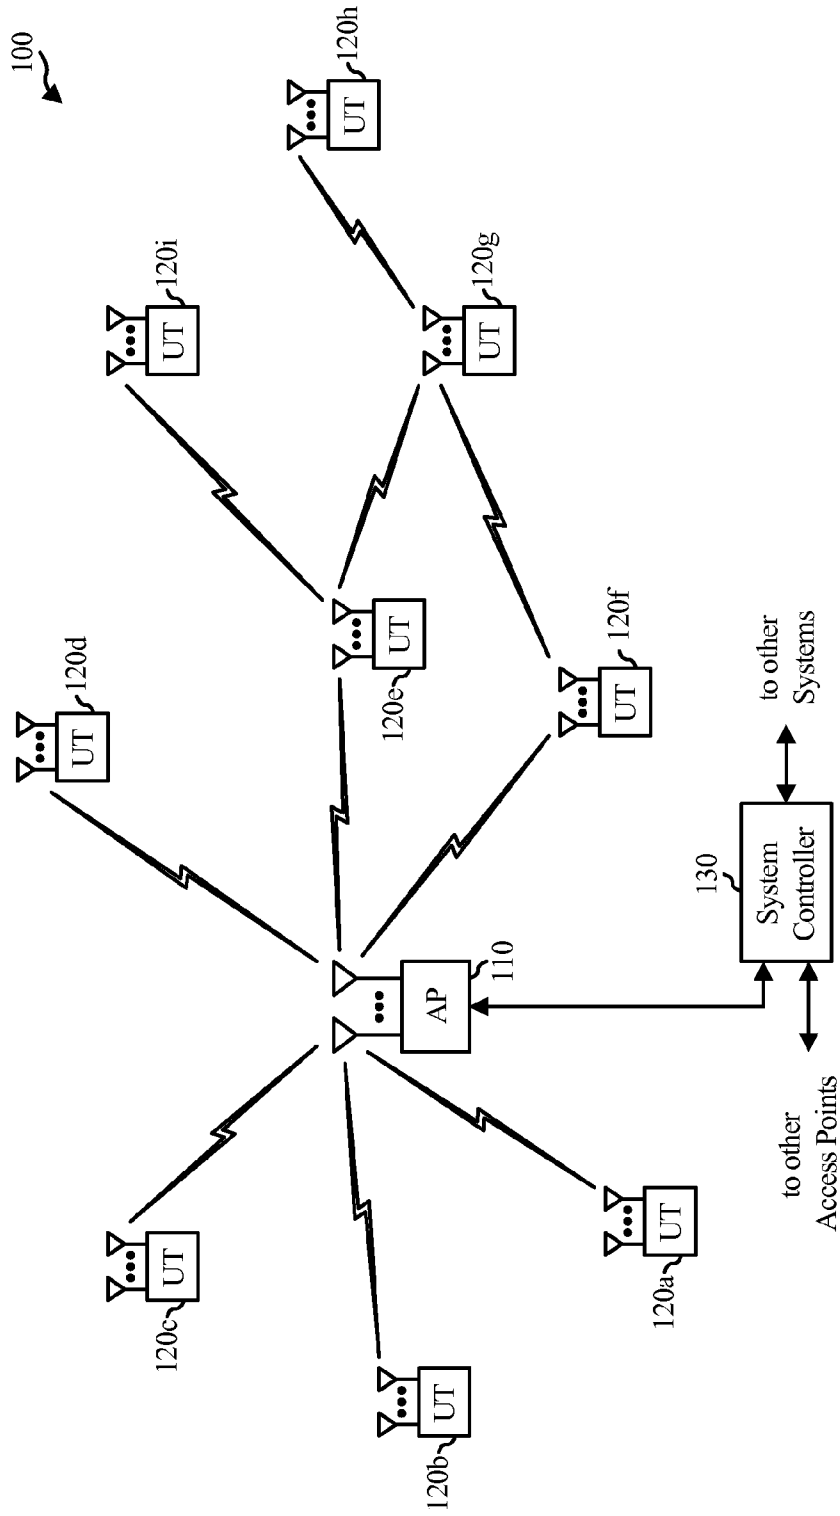 100
120c
UT
120b
UT
120a
UT
AP
110
120d
UT
120e
UT
120f
UT
120i
UT
120g
UT
120h
UT
130
System
Controller
to other
Access Points
to other
Systems